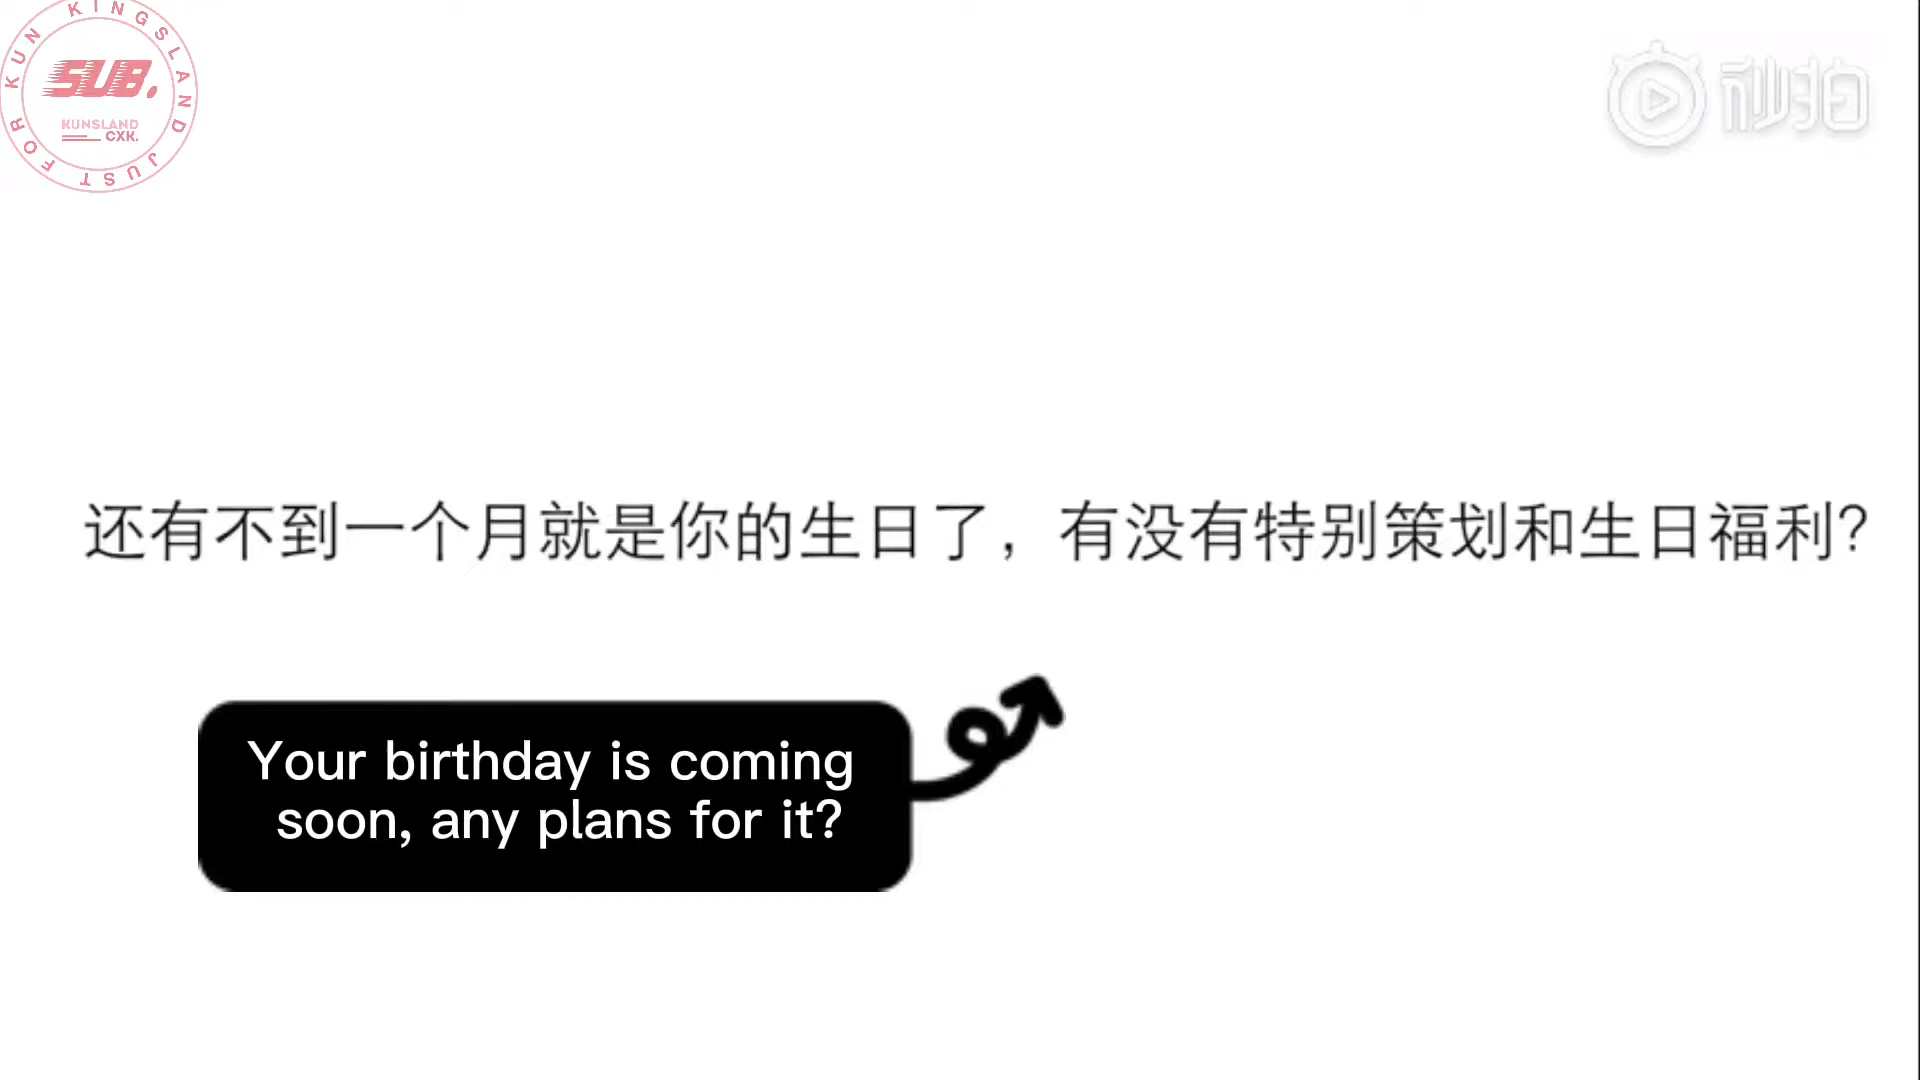 KUN KINGSLAND JUST FOR
SUB.
KUNSLAND
CXK.
秒拍
还有不到一个月就是你的生日了，有没有特别策划和生日福利？
Your birthday is coming
soon, any plans for it?